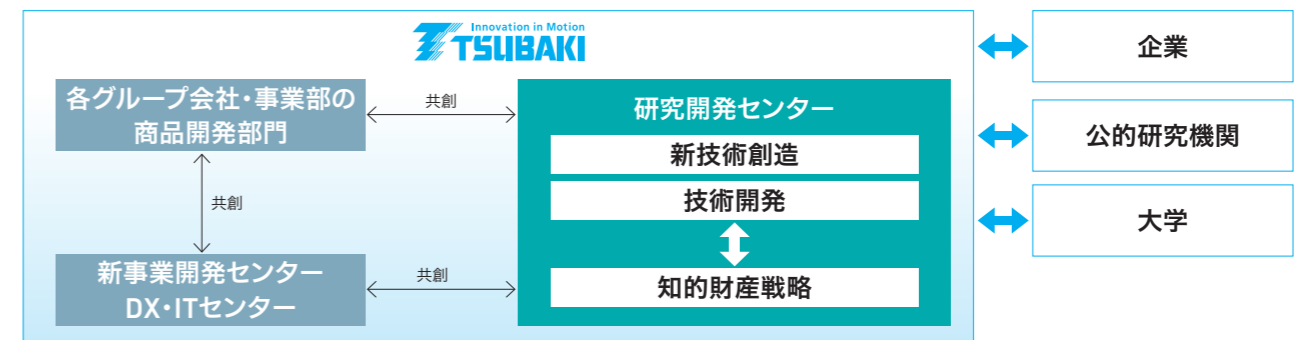 Innovation in Motion
TSUBAKI
各グループ会社・事業部の
商品開発部門
共創
共創
新事業開発センター
DX・ITセンター
共創
研究開発センター
新技術創造
技術開発
知的財産戦略
企業
公的研究機関
大学